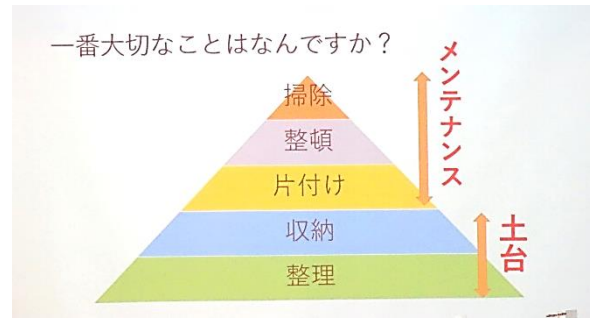 一番大切なことはなんですか？
掃除
整頓
片付け
収納
整理
メンテナンス
土台